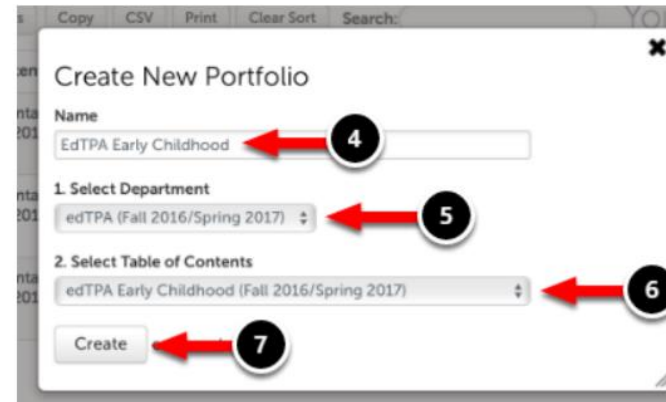 s Copy CSV Print Clear Sort Search: You
Create New Portfolio
Name
EdTPA Early Childhood 4
1. Select Department
edTPA (Fall 2016/Spring 2017) 5
2. Select Table of Contents
edTPA Early Childhood (Fall 2016/Spring 2017) 6
Create 7